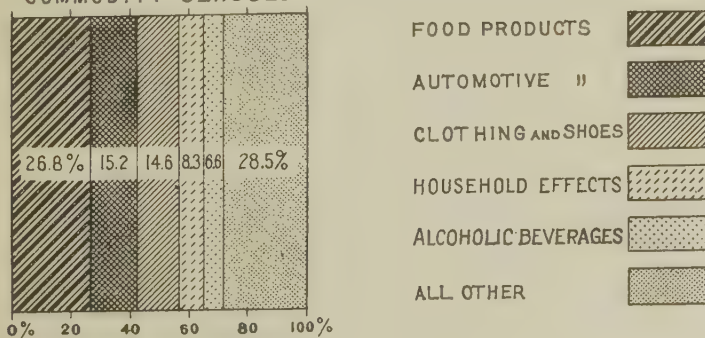 COMMODITY CLASSES
26.8% 15.2 14.6 8.3 6.6 28.5%
0% 20 40 60 80 100%
FOOD PRODUCTS
AUTOMOTIVE "
CLOTHING AND SHOES
HOUSEHOLD EFFECTS
ALCOHOLIC BEVERAGES
ALL OTHER